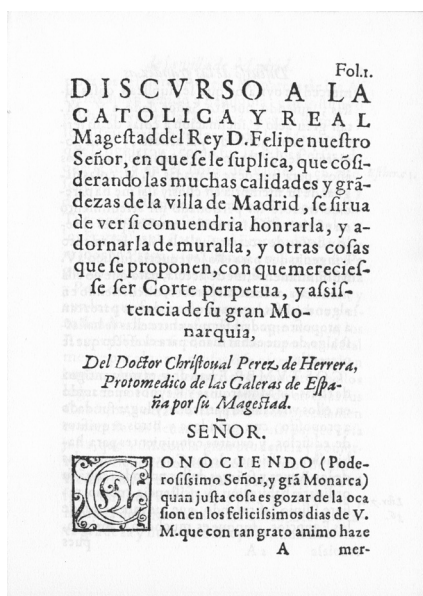 Fol.1.
DISCVRSO A LA
CATOLICA Y REAL
Magestad del Rey D. Felipe nuestro
Señor, en que se le suplica, que cõsi-
derando las muchas calidades y grã-
dezas de la villa de Madrid, se sirua
de ver si conuendria honrarla, y a-
dornarla de muralla, y otras cosas
que se proponen, con que merecies-
se ser Corte perpetua, y assis-
tencia de su gran Mo-
narquia,
Del Doctor Christoual Perez de Herrera,
Protomedico de las Galeras de Espa-
ña por su Magestad.
SEÑOR.
CONOCIENDO (Pode-
rosissimo Señor, y grã Monarca)
quan justa cosa es gozar de la oca
sion en los felicissimos dias de V.
M. que con tan grato animo haze
A mer-